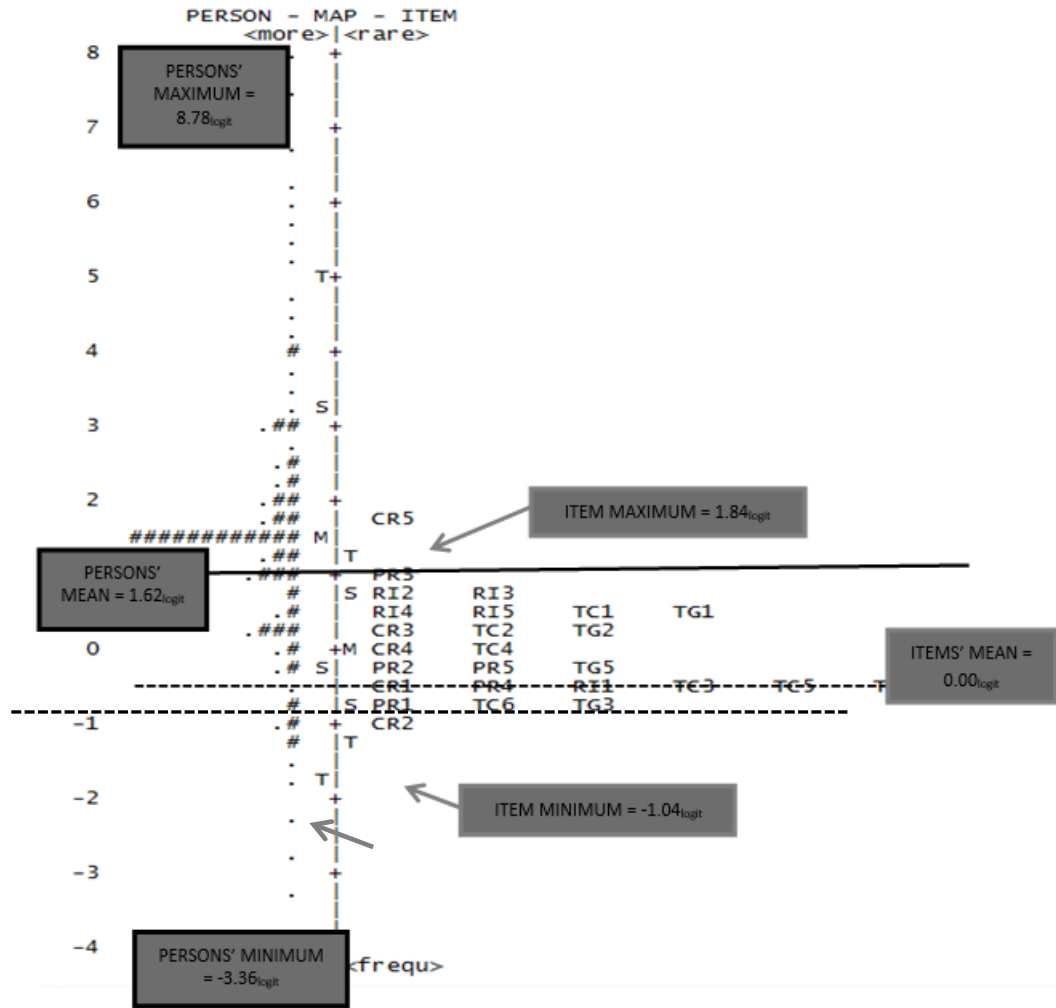 PERSON - MAP - ITEM
<more>|<rare>
8 . +
PERSONS' MAXIMUM = 8.78logit
7 +
.
.
6 . +
.
.
.
5 T+
.
.
.
4 # +
.
.
. S|
3 .## +
.
.# |
.# |
2 .## +
.## | CR5
ITEM MAXIMUM = 1.84logit
############ M|
.## |T
.### + PR3
PERSONS' MEAN = 1.62logit
# |S RI2 RI3
.# | RI4 RI5 TC1 TG1
.### | CR3 TC2 TG2
0 .# +M CR4 TC4
.# S| PR2 PR5 TG5
. | CR1 PR4 RI1 TC3 TC5
ITEMS' MEAN = 0.00logit
# |S PR1 TC6 TG3
-1 .# + CR2
# |T
.
. T|
-2 +
ITEM MINIMUM = -1.04logit
.
.
-3 +
.
-4
PERSONS' MINIMUM = -3.36logit
<frequ>